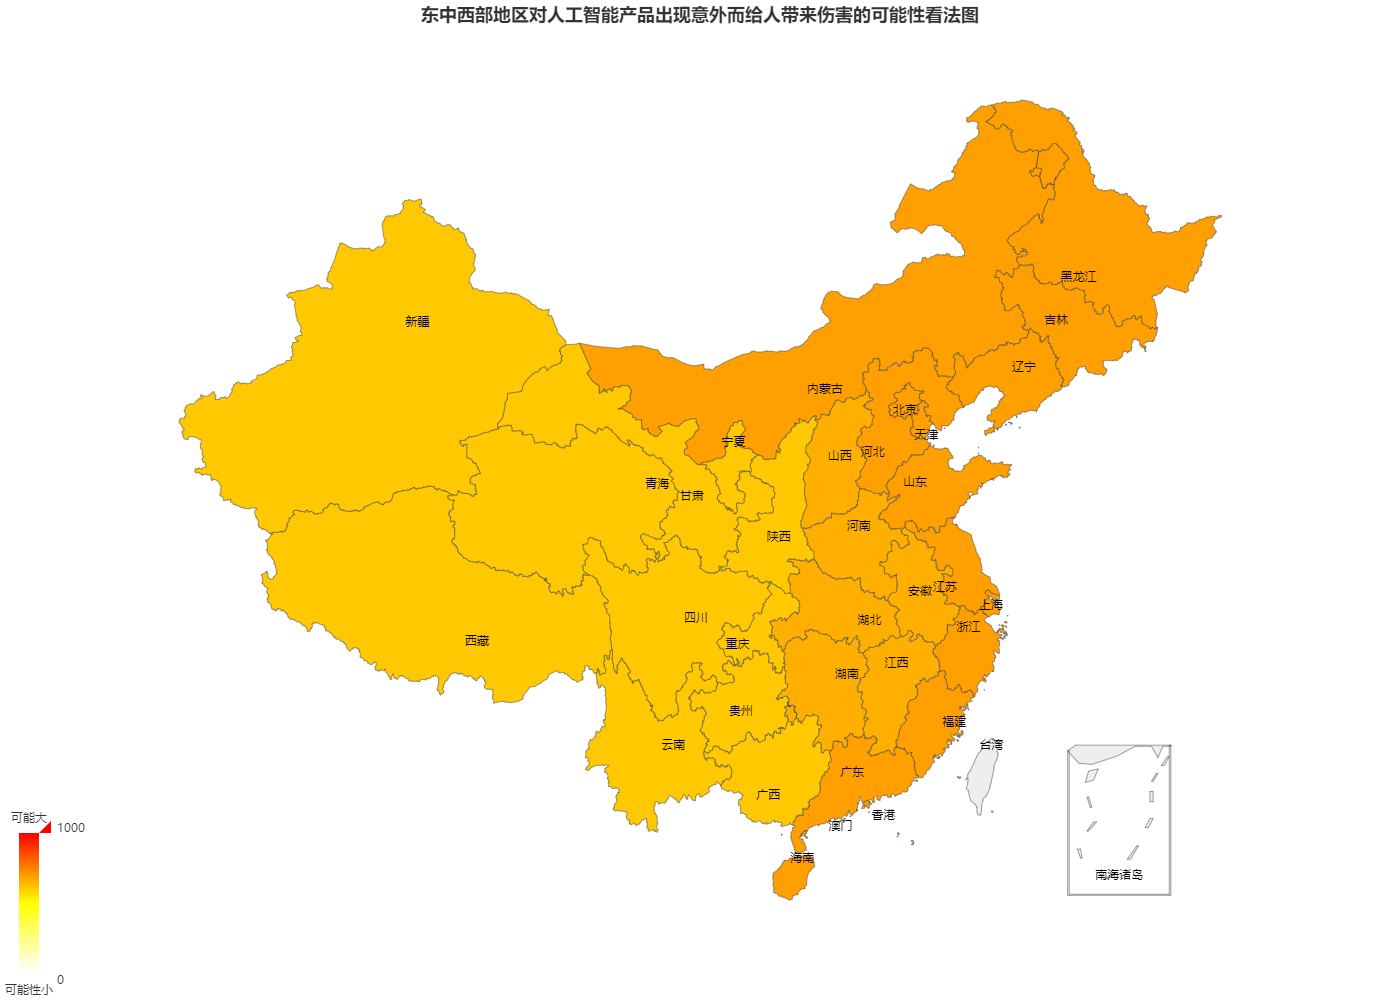 东中西部地区对人工智能产品出现意外而给人带来伤害的可能性看法图
黑龙江
吉林
新疆
辽宁
内蒙古
北京
天津
宁夏
山西
河北
青海
山东
甘肃
河南
陕西
安徽
江苏
上海
四川
湖北
浙江
西藏
重庆
江西
湖南
贵州
福建
云南
台湾
广东
广西
香港
澳门
海南
南海诸岛
可能大
1000
0
可能性小